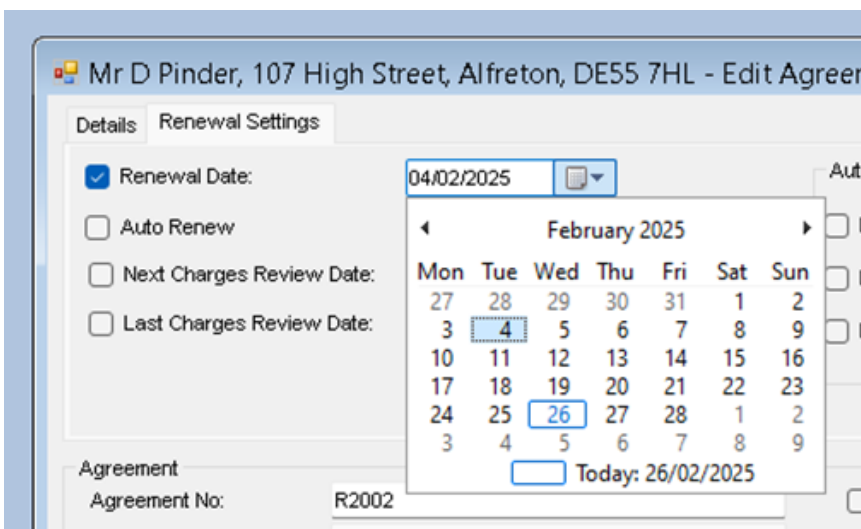 Mr D Pinder, 107 High Street, Alfreton, DE55 7HL - Edit
Details Renewal Settings
Renewal Date: 04/02/2025
Auto Renew
Next Charges Review Date:
Last Charges Review Date:
February 2025
Mon Tue Wed Thu Fri Sat Sun
27 28 29 30 31 1 2
3 4 5 6 7 8 9
10 11 12 13 14 15 16
17 18 19 20 21 22 23
24 25 26 27 28 1 2
3 4 5 6 7 8 9
Today: 26/02/2025
Agreement
Agreement No: R2002